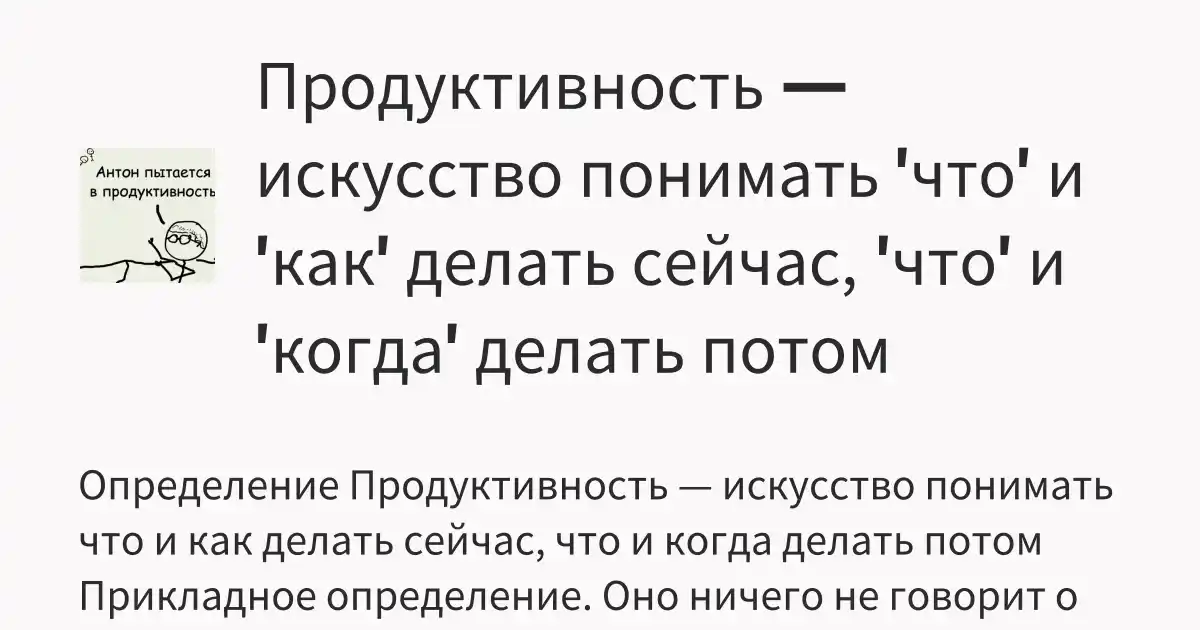 Продуктивность —
искусство понимать 'что' и
'как' делать сейчас, 'что' и
'когда' делать потом
Антон пытается
в продуктивность
Определение Продуктивность — искусство понимать
что и как делать сейчас, что и когда делать потом
Прикладное определение. Оно ничего не говорит о